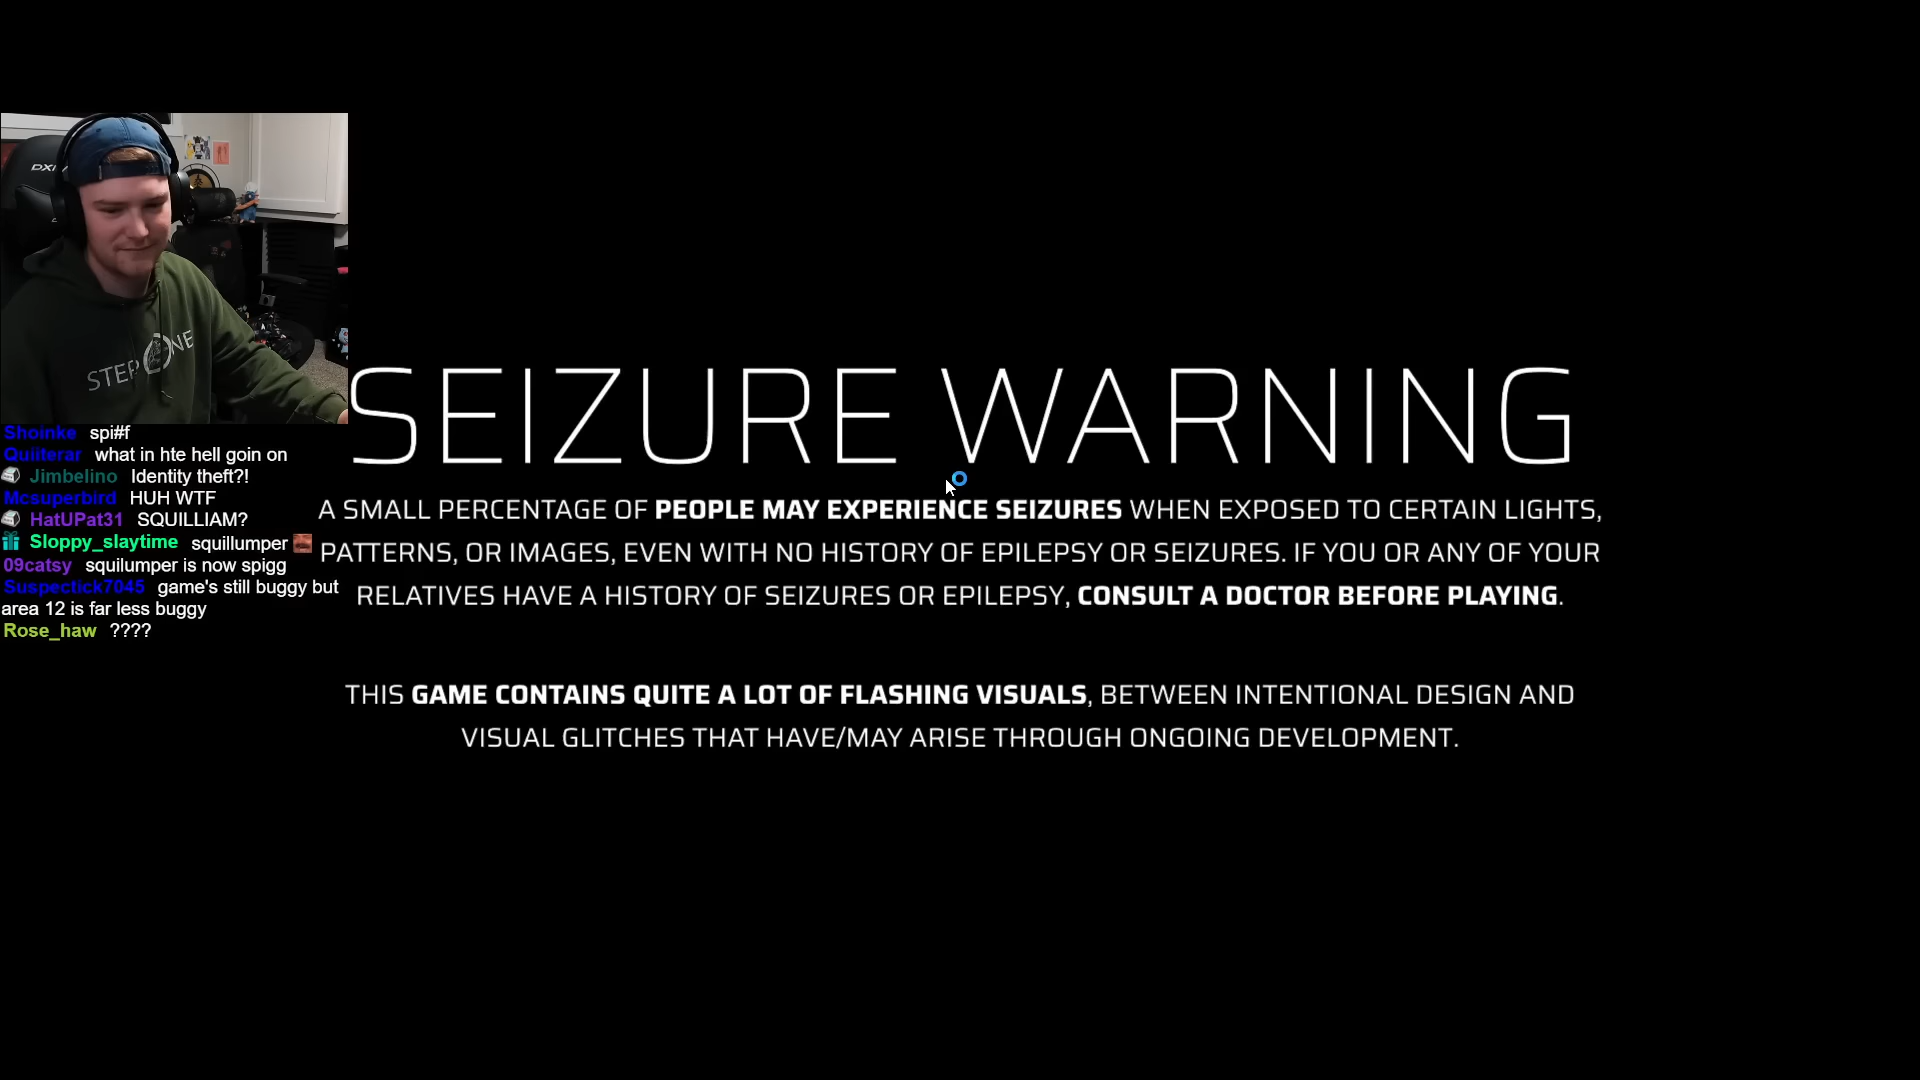 DX
STEP ONE
Shoinke spi#f
Quiiterar what in hte hell goin on
Jimbelino Identity theft?!
Mcsuperbird HUH WTF
HatUPat31 SQUILLIAM?
Sloppy_slaytime squillumper
09catsy squilumper is now spigg
Suspectick7045 game's still buggy but
area 12 is far less buggy
Rose_haw ????
SEIZURE WARNING
A SMALL PERCENTAGE OF PEOPLE MAY EXPERIENCE SEIZURES WHEN EXPOSED TO CERTAIN LIGHTS,
PATTERNS, OR IMAGES, EVEN WITH NO HISTORY OF EPILEPSY OR SEIZURES. IF YOU OR ANY OF YOUR
RELATIVES HAVE A HISTORY OF SEIZURES OR EPILEPSY, CONSULT A DOCTOR BEFORE PLAYING.
THIS GAME CONTAINS QUITE A LOT OF FLASHING VISUALS, BETWEEN INTENTIONAL DESIGN AND
VISUAL GLITCHES THAT HAVE/MAY ARISE THROUGH ONGOING DEVELOPMENT.